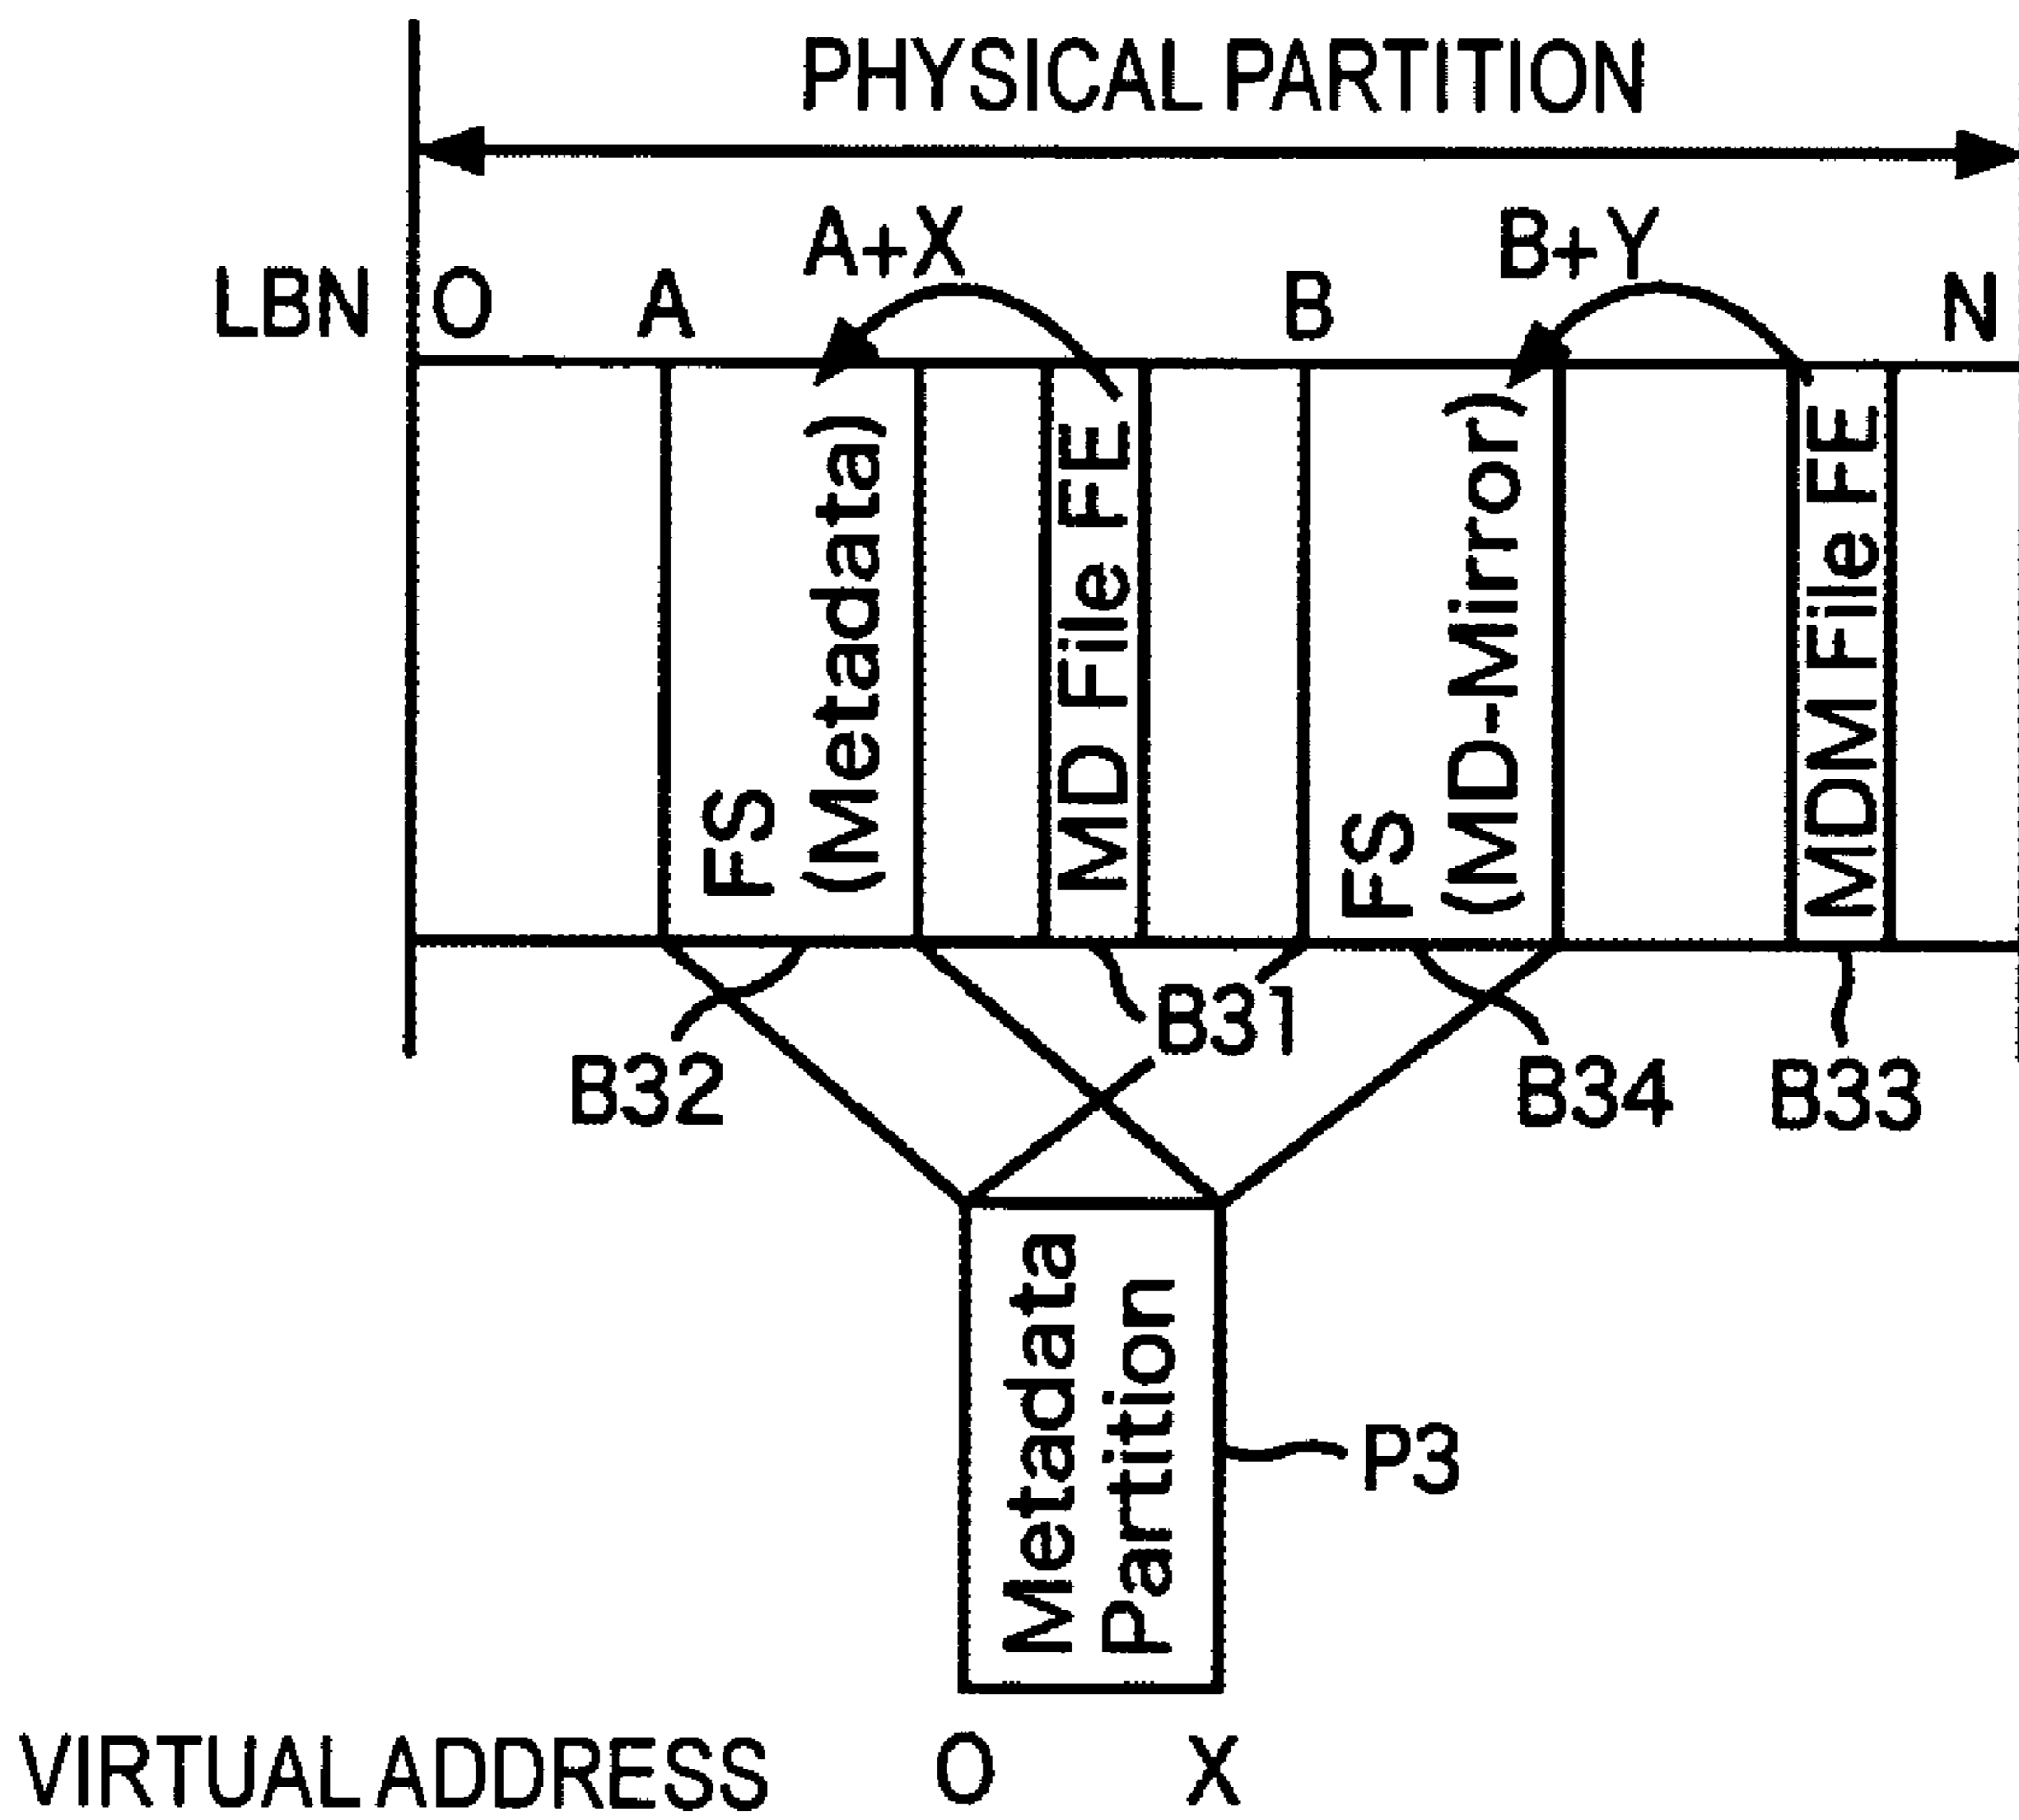 PHYSICAL PARTITION
A+X
B+Y
LBN O A B N
FS
(Metadata)
MD File FE
FS
(MD-Mirror)
MDM File FE
B32
B31
B34
B33
Metadata
Partition
P3
VIRTUAL ADDRESS O X